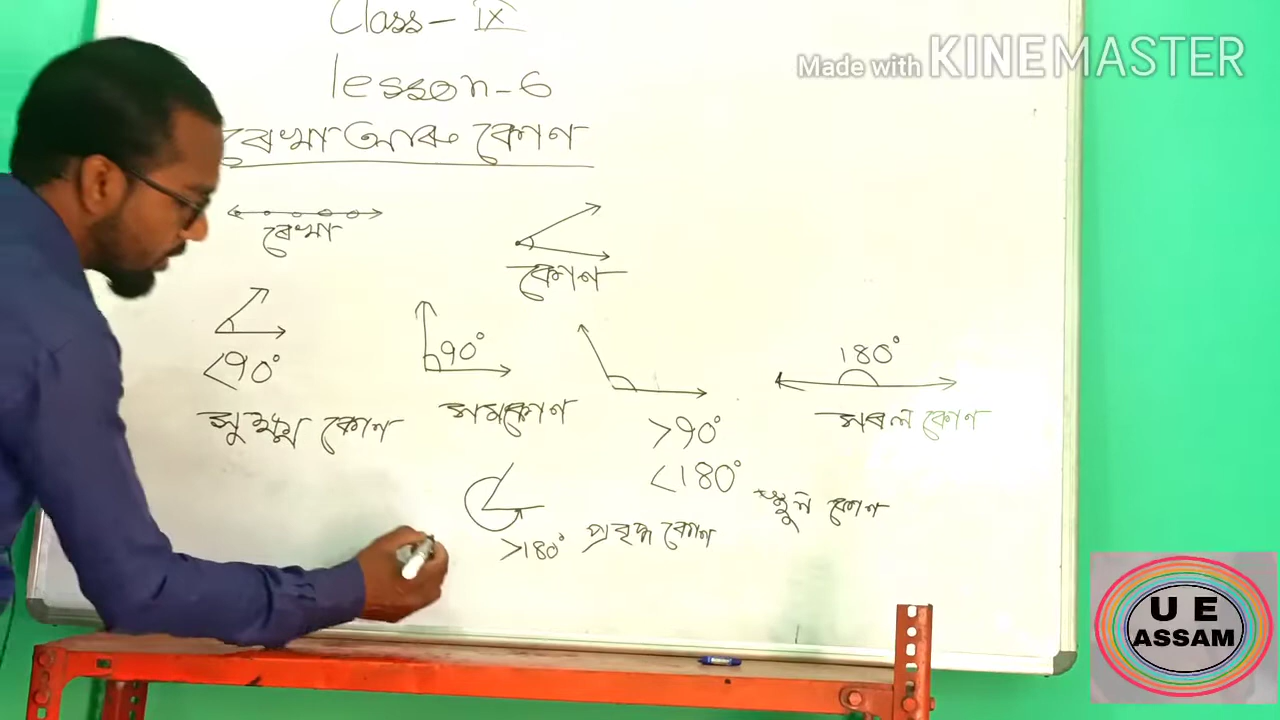 Class - IX
Made with KINEMASTER
lesson - 6
ৰেখা আৰু কোণ
ৰেখা
কোণ
<90°
সুক্ষ্ম কোণ
90°
সমকোণ
>90°
<180°
স্থুল কোণ
180°
সৰল কোণ
>180°
প্ৰবৃদ্ধ কোণ
U E
ASSAM